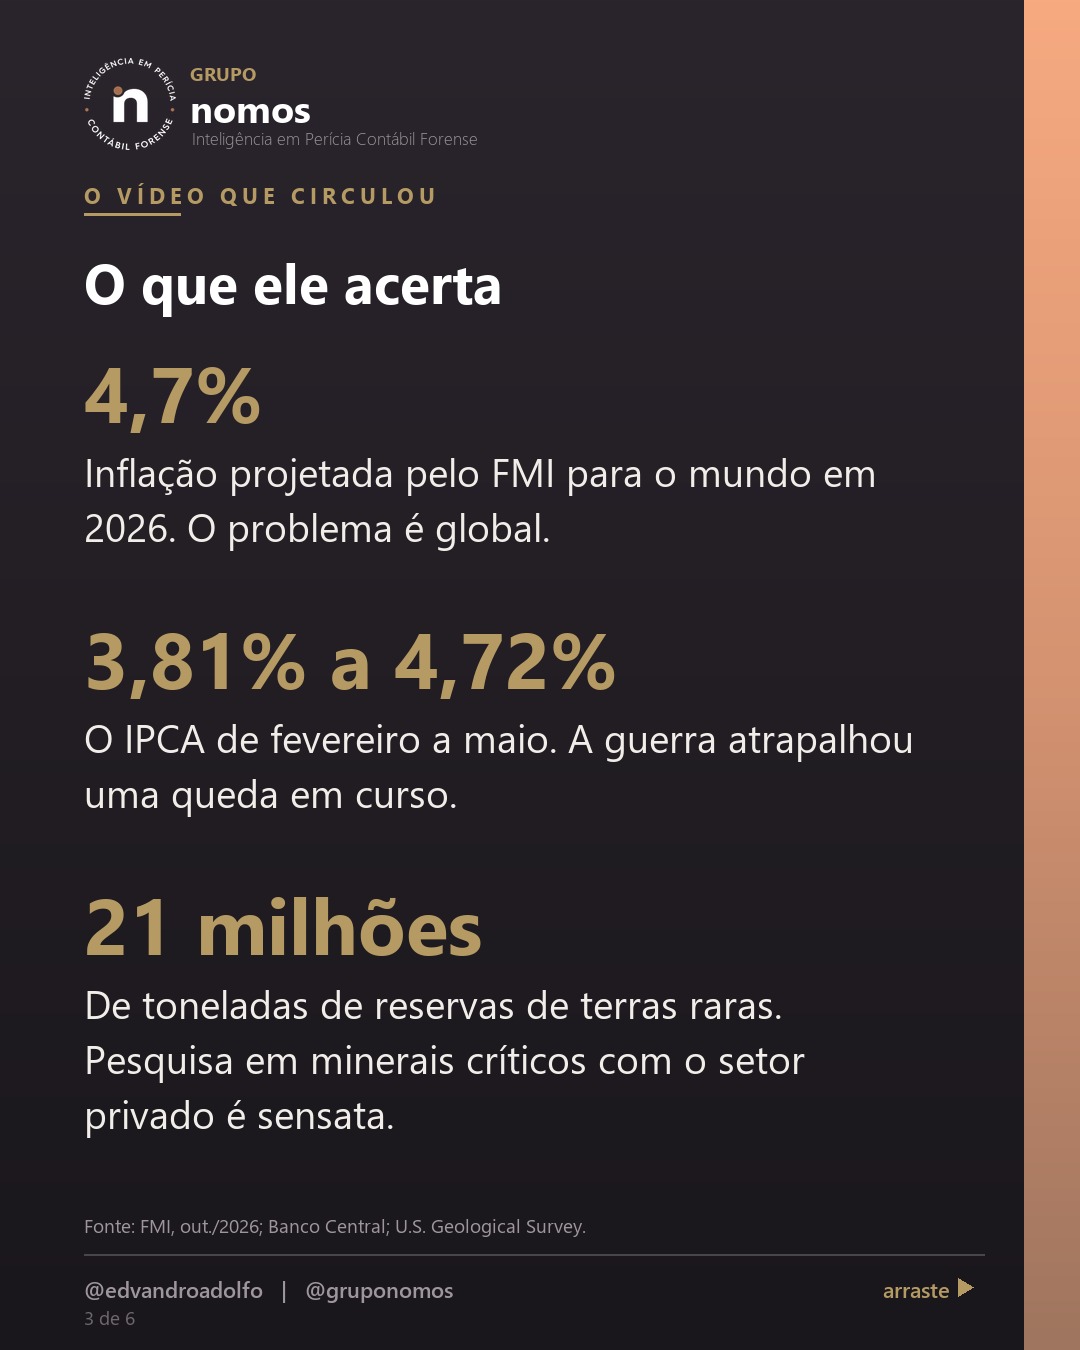 INTELIGÊNCIA EM PERÍCIA
CONTÁBIL FORENSE
n
GRUPO
nomos
Inteligência em Perícia Contábil Forense
O VÍDEO QUE CIRCULOU
O que ele acerta
4,7%
Inflação projetada pelo FMI para o mundo em
2026. O problema é global.
3,81% a 4,72%
O IPCA de fevereiro a maio. A guerra atrapalhou
uma queda em curso.
21 milhões
De toneladas de reservas de terras raras.
Pesquisa em minerais críticos com o setor
privado é sensata.
Fonte: FMI, out./2026; Banco Central; U.S. Geological Survey.
@edvandroadolfo | @gruponomos
arraste
3 de 6